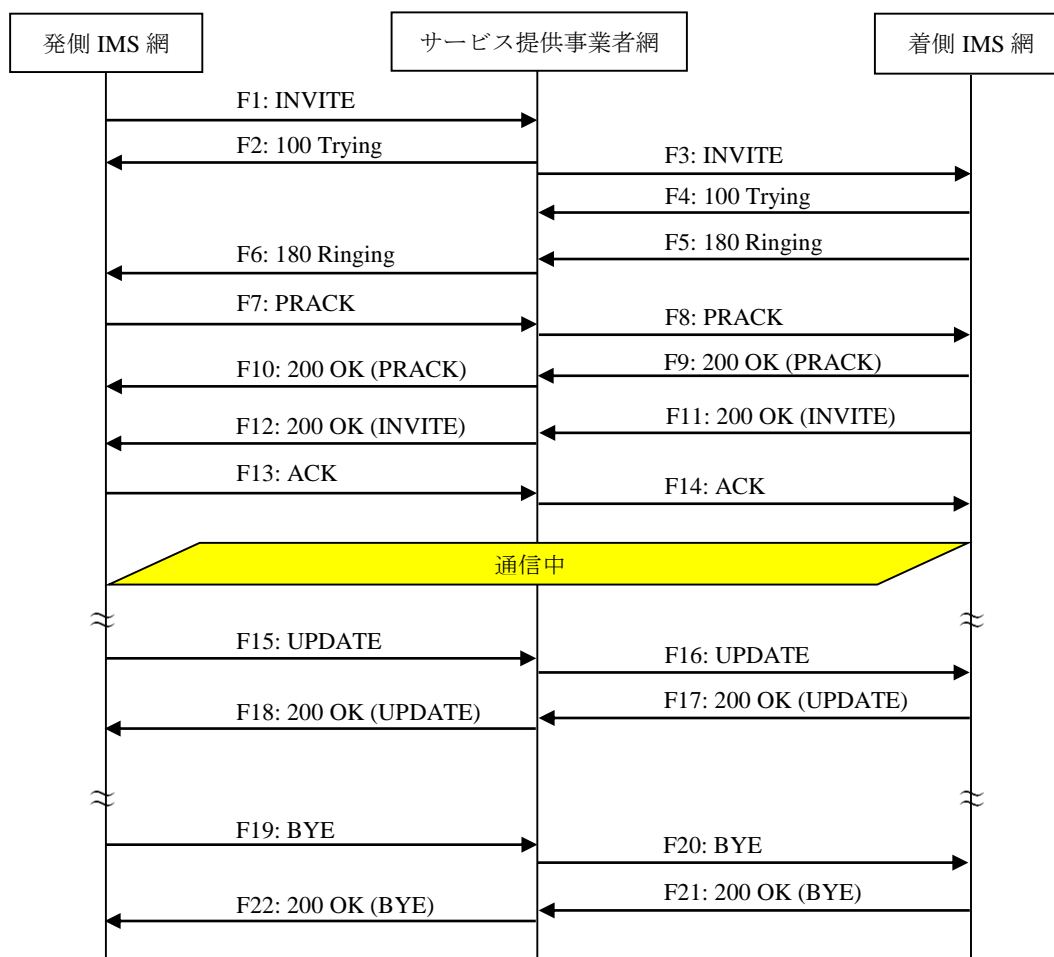 発側 IMS 網
サービス提供事業者網
着側 IMS 網
F1: INVITE
F2: 100 Trying
F3: INVITE
F4: 100 Trying
F5: 180 Ringing
F6: 180 Ringing
F7: PRACK
F8: PRACK
F9: 200 OK (PRACK)
F10: 200 OK (PRACK)
F11: 200 OK (INVITE)
F12: 200 OK (INVITE)
F13: ACK
F14: ACK
通信中
F15: UPDATE
F16: UPDATE
F17: 200 OK (UPDATE)
F18: 200 OK (UPDATE)
F19: BYE
F20: BYE
F21: 200 OK (BYE)
F22: 200 OK (BYE)